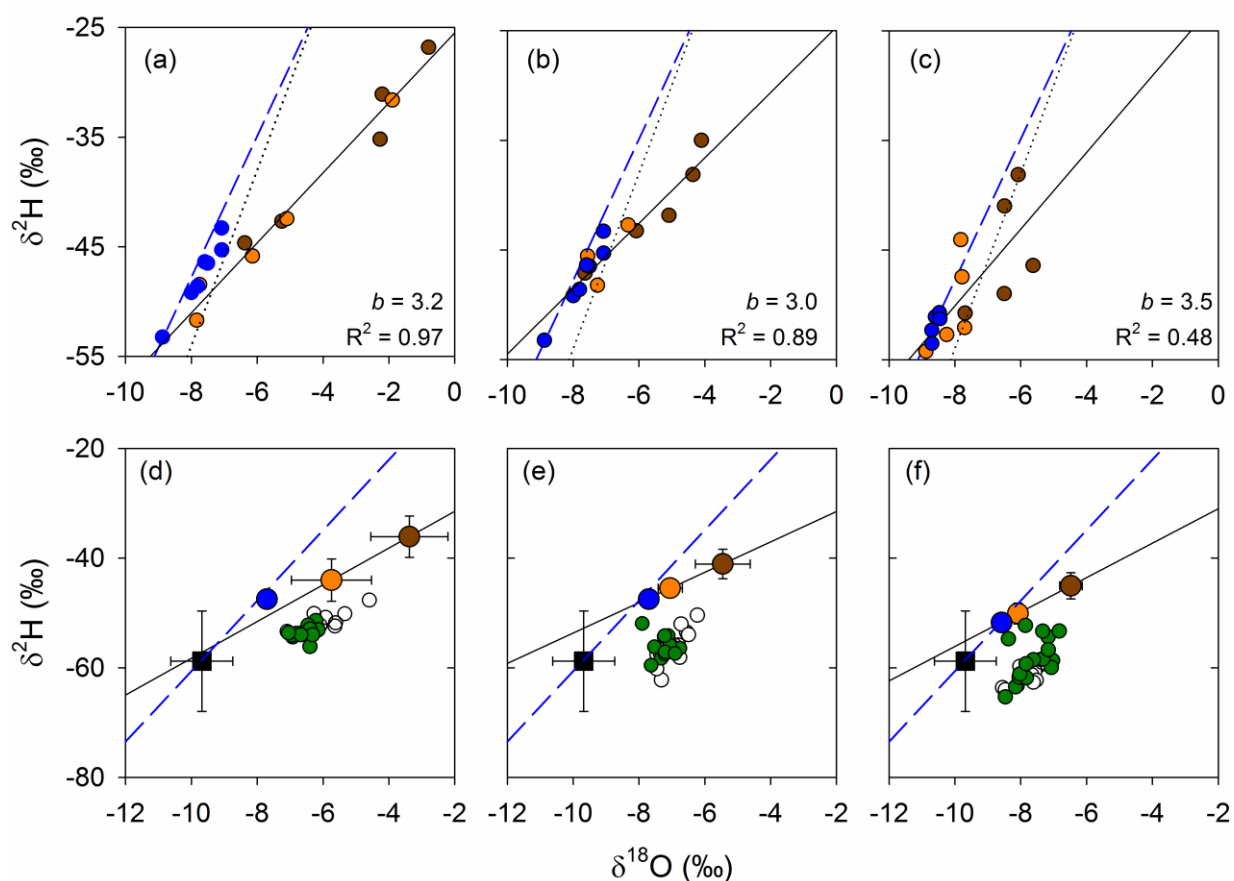 -25
-35
-45
-55
δ²H (‰)
(a)
b = 3.2
R² = 0.97
-10 -8 -6 -4 -2 0
(b)
b = 3.0
R² = 0.89
-10 -8 -6 -4 -2 0
(c)
b = 3.5
R² = 0.48
-10 -8 -6 -4 -2 0
-20
-40
-60
-80
δ²H (‰)
(d)
-12 -10 -8 -6 -4 -2
(e)
-12 -10 -8 -6 -4 -2
(f)
-12 -10 -8 -6 -4 -2
δ¹⁸O (‰)